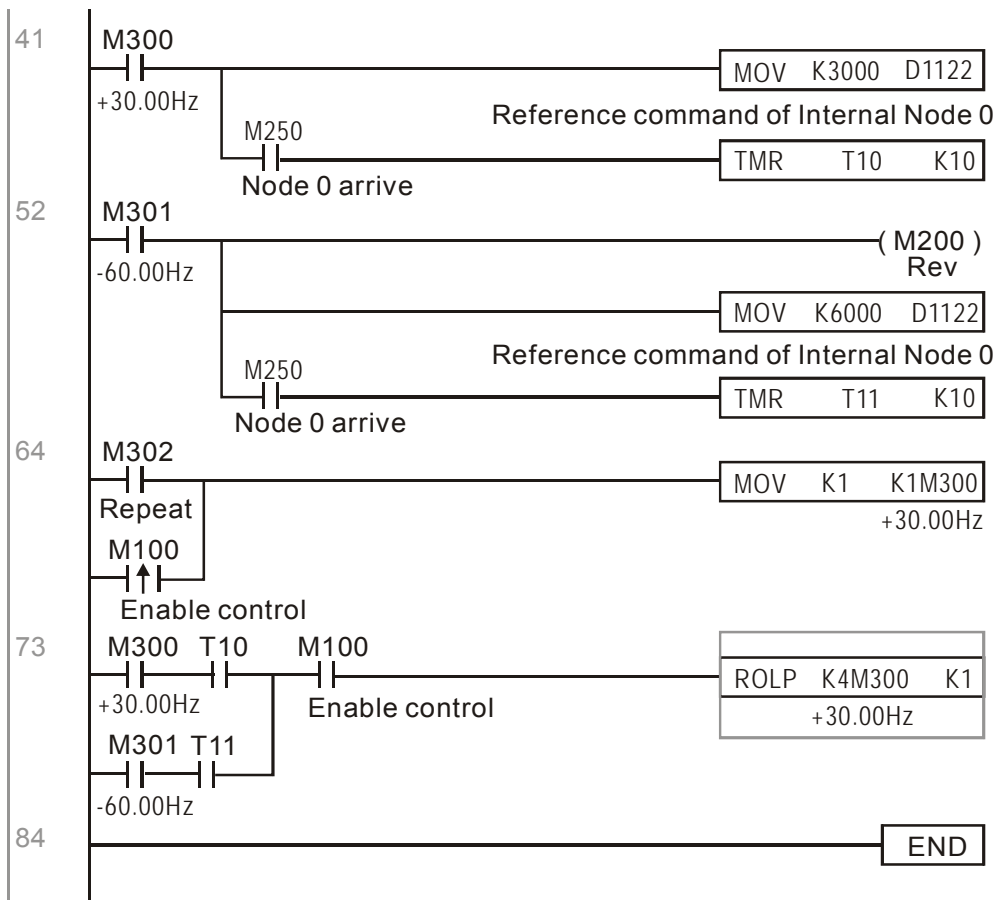 41
M300
+30.00Hz
MOV K3000 D1122
Reference command of Internal Node 0
M250
Node 0 arrive
TMR T10 K10
52
M301
-60.00Hz
( M200 )
Rev
MOV K6000 D1122
Reference command of Internal Node 0
M250
Node 0 arrive
TMR T11 K10
64
M302
Repeat
MOV K1 K1M300
+30.00Hz
M100
Enable control
73
M300 T10 M100
+30.00Hz
Enable control
ROLP K4M300 K1
+30.00Hz
M301 T11
-60.00Hz
84
END